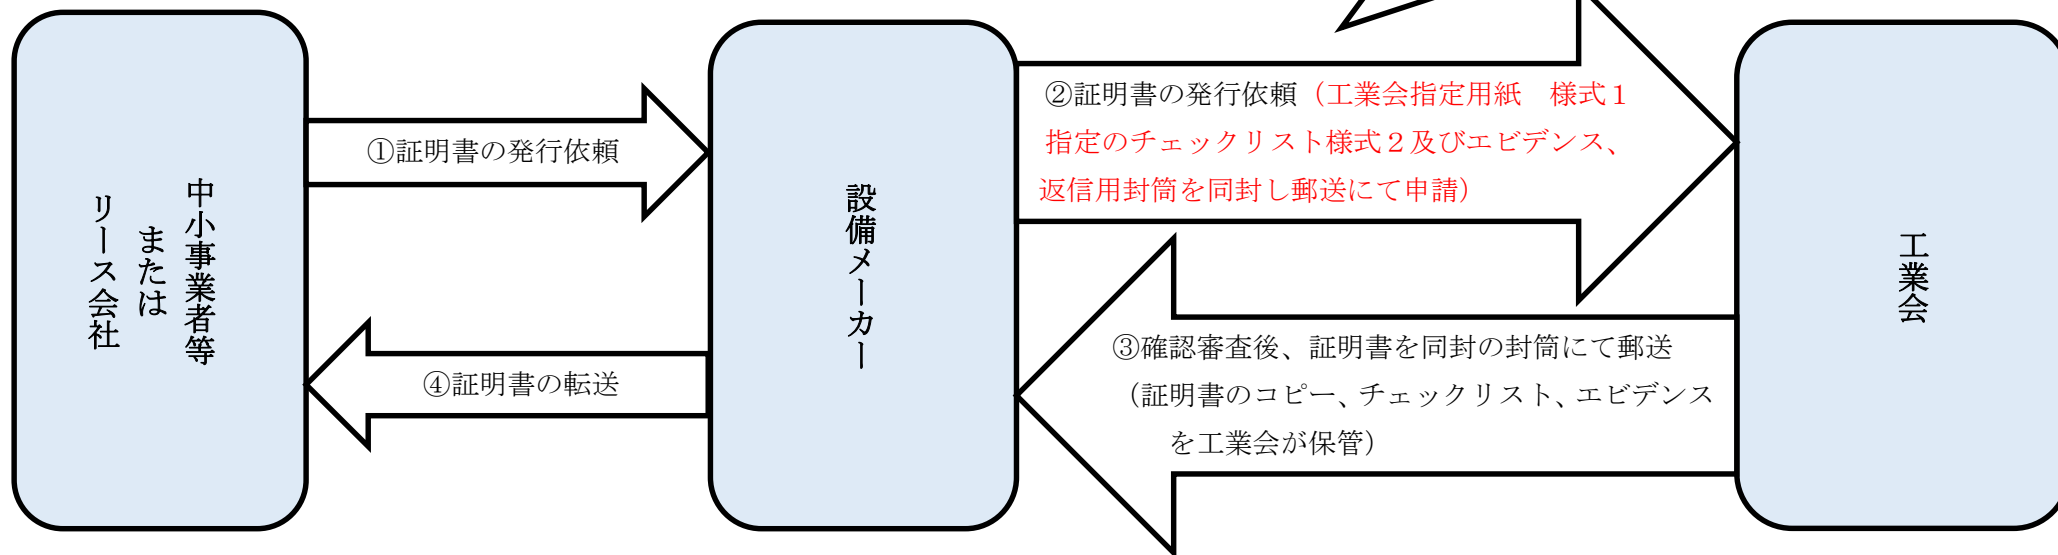 中小事業者等
または
リース会社
①証明書の発行依頼
④証明書の転送
設備メーカー
②証明書の発行依頼（工業会指定用紙　様式１
指定のチェックリスト様式２及びエビデンス、
返信用封筒を同封し郵送にて申請）
③確認審査後、証明書を同封の封筒にて郵送
（証明書のコピー、チェックリスト、エビデンス
を工業会が保管）
工業会